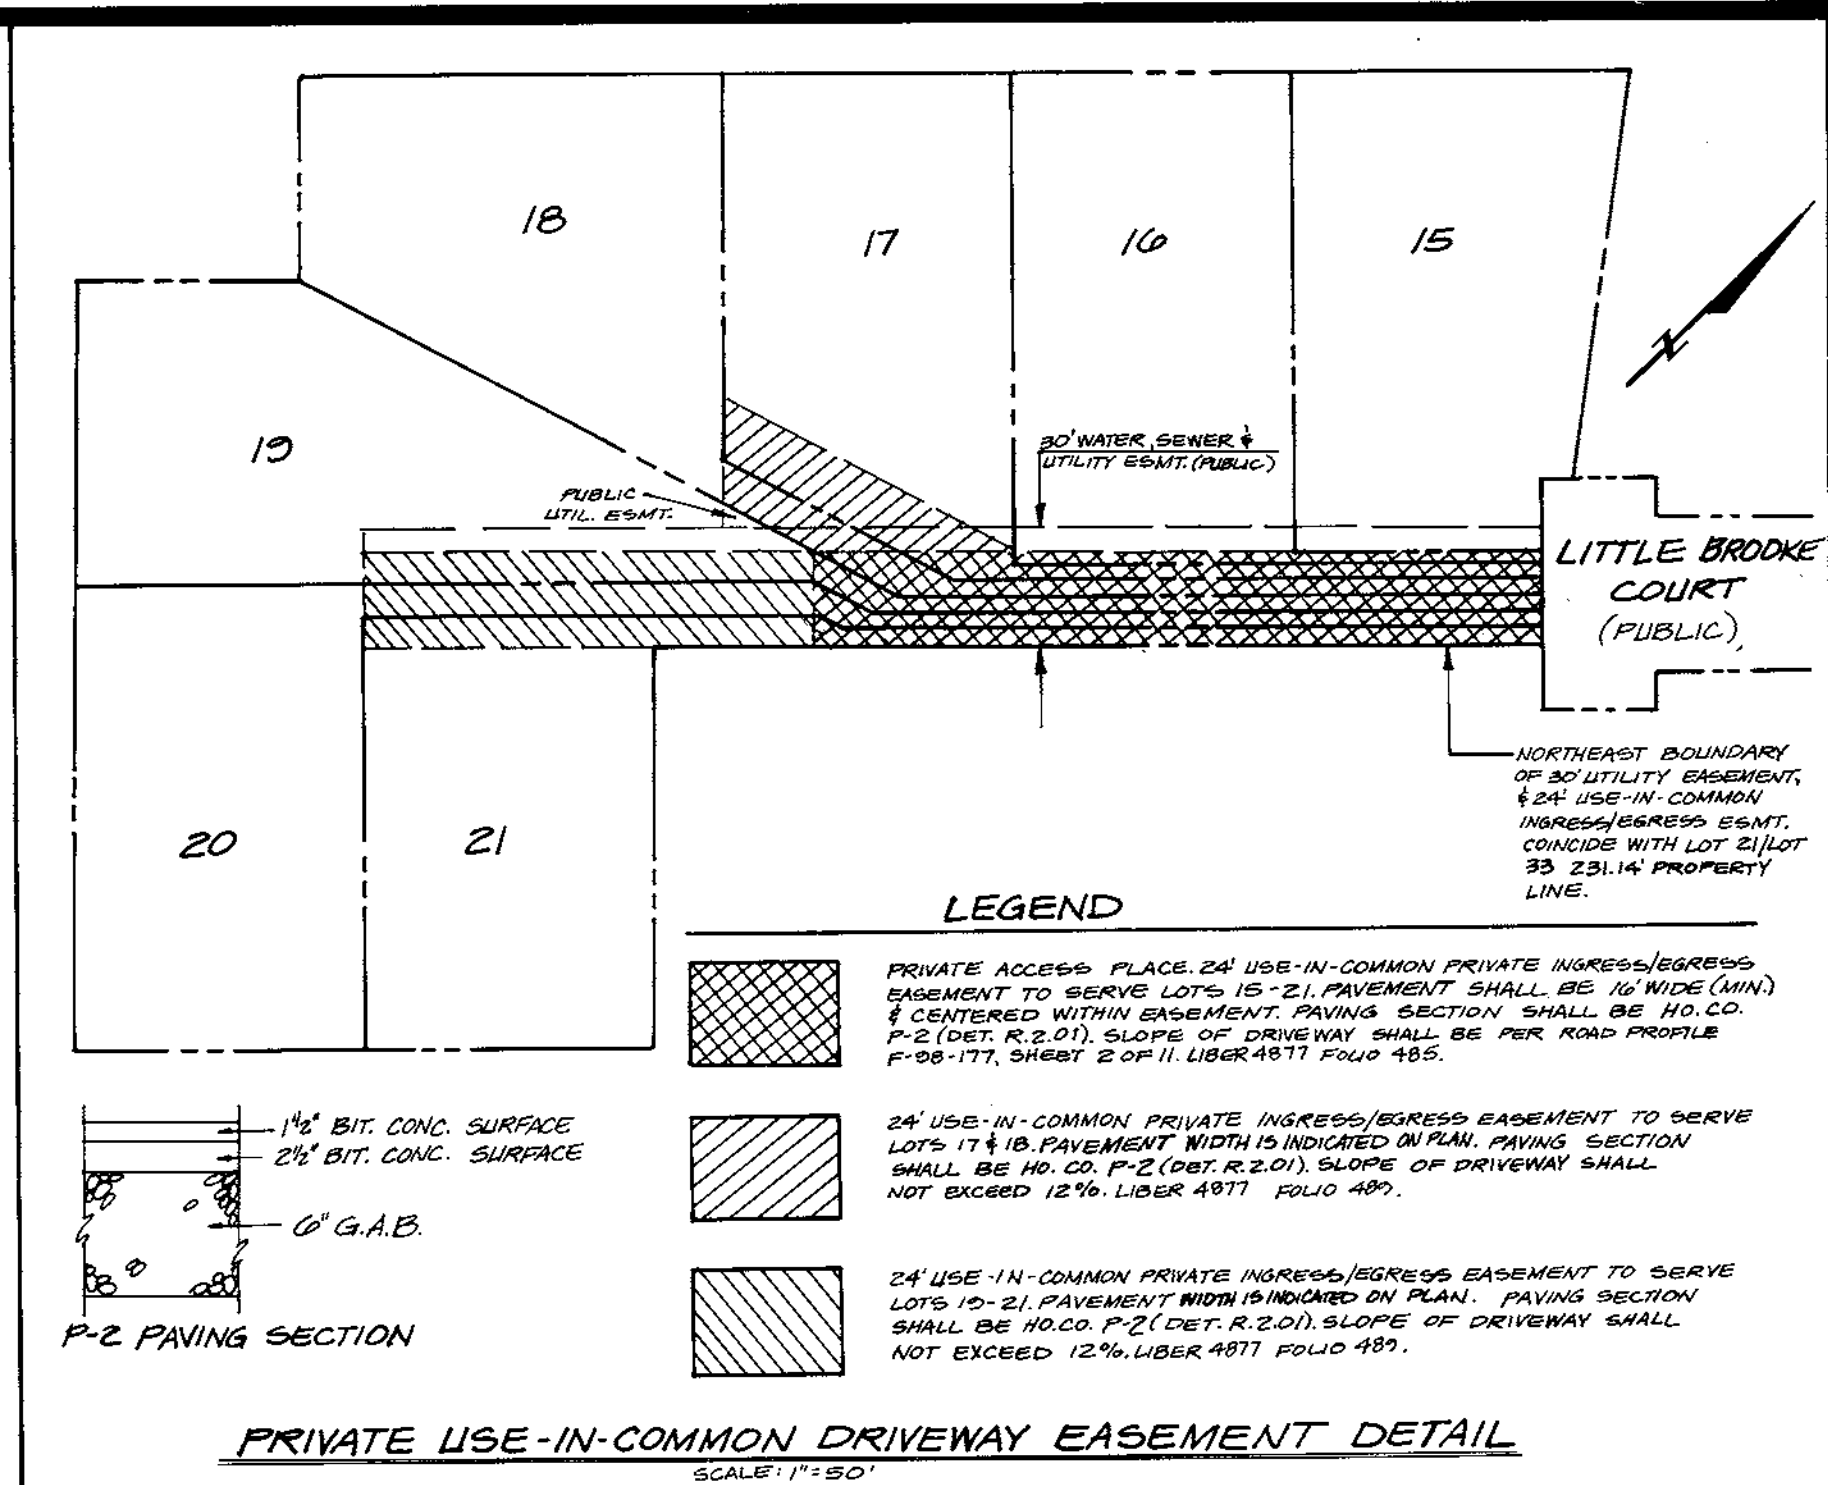 18
17
16
15
N
19
30' WATER, SEWER &
UTILITY ESMT. (PUBLIC)
PUBLIC
UTIL. ESMT.
LITTLE BROOKE
COURT
(PUBLIC)
NORTHEAST BOUNDARY
OF 30' UTILITY EASEMENT,
& 24' USE-IN-COMMON
INGRESS/EGRESS ESMT.
COINCIDE WITH LOT 21/LOT
33 231.14' PROPERTY
LINE.
20
21
LEGEND
PRIVATE ACCESS PLACE. 24' USE-IN-COMMON PRIVATE INGRESS/EGRESS
EASEMENT TO SERVE LOTS 15-21. PAVEMENT SHALL BE 16' WIDE (MIN.)
& CENTERED WITHIN EASEMENT. PAVING SECTION SHALL BE HO. CO.
P-2 (DET. R.2.01). SLOPE OF DRIVEWAY SHALL BE PER ROAD PROFILE
F-98-177, SHEET 2 OF 11. LIBER 4877 FOLIO 485.
24' USE-IN-COMMON PRIVATE INGRESS/EGRESS EASEMENT TO SERVE
LOTS 17 & 18. PAVEMENT WIDTH IS INDICATED ON PLAN. PAVING SECTION
SHALL BE HO. CO. P-2 (DET. R.2.01). SLOPE OF DRIVEWAY SHALL
NOT EXCEED 12%. LIBER 4877 FOLIO 489.
24' USE-IN-COMMON PRIVATE INGRESS/EGRESS EASEMENT TO SERVE
LOTS 19-21. PAVEMENT WIDTH IS INDICATED ON PLAN. PAVING SECTION
SHALL BE HO.CO. P-2 (DET. R.2.01). SLOPE OF DRIVEWAY SHALL
NOT EXCEED 12%. LIBER 4877 FOLIO 489.
1 1/2" BIT. CONC. SURFACE
2 1/2" BIT. CONC. SURFACE
6" G.A.B.
P-2 PAVING SECTION
PRIVATE USE-IN-COMMON DRIVEWAY EASEMENT DETAIL
SCALE: 1"=50'